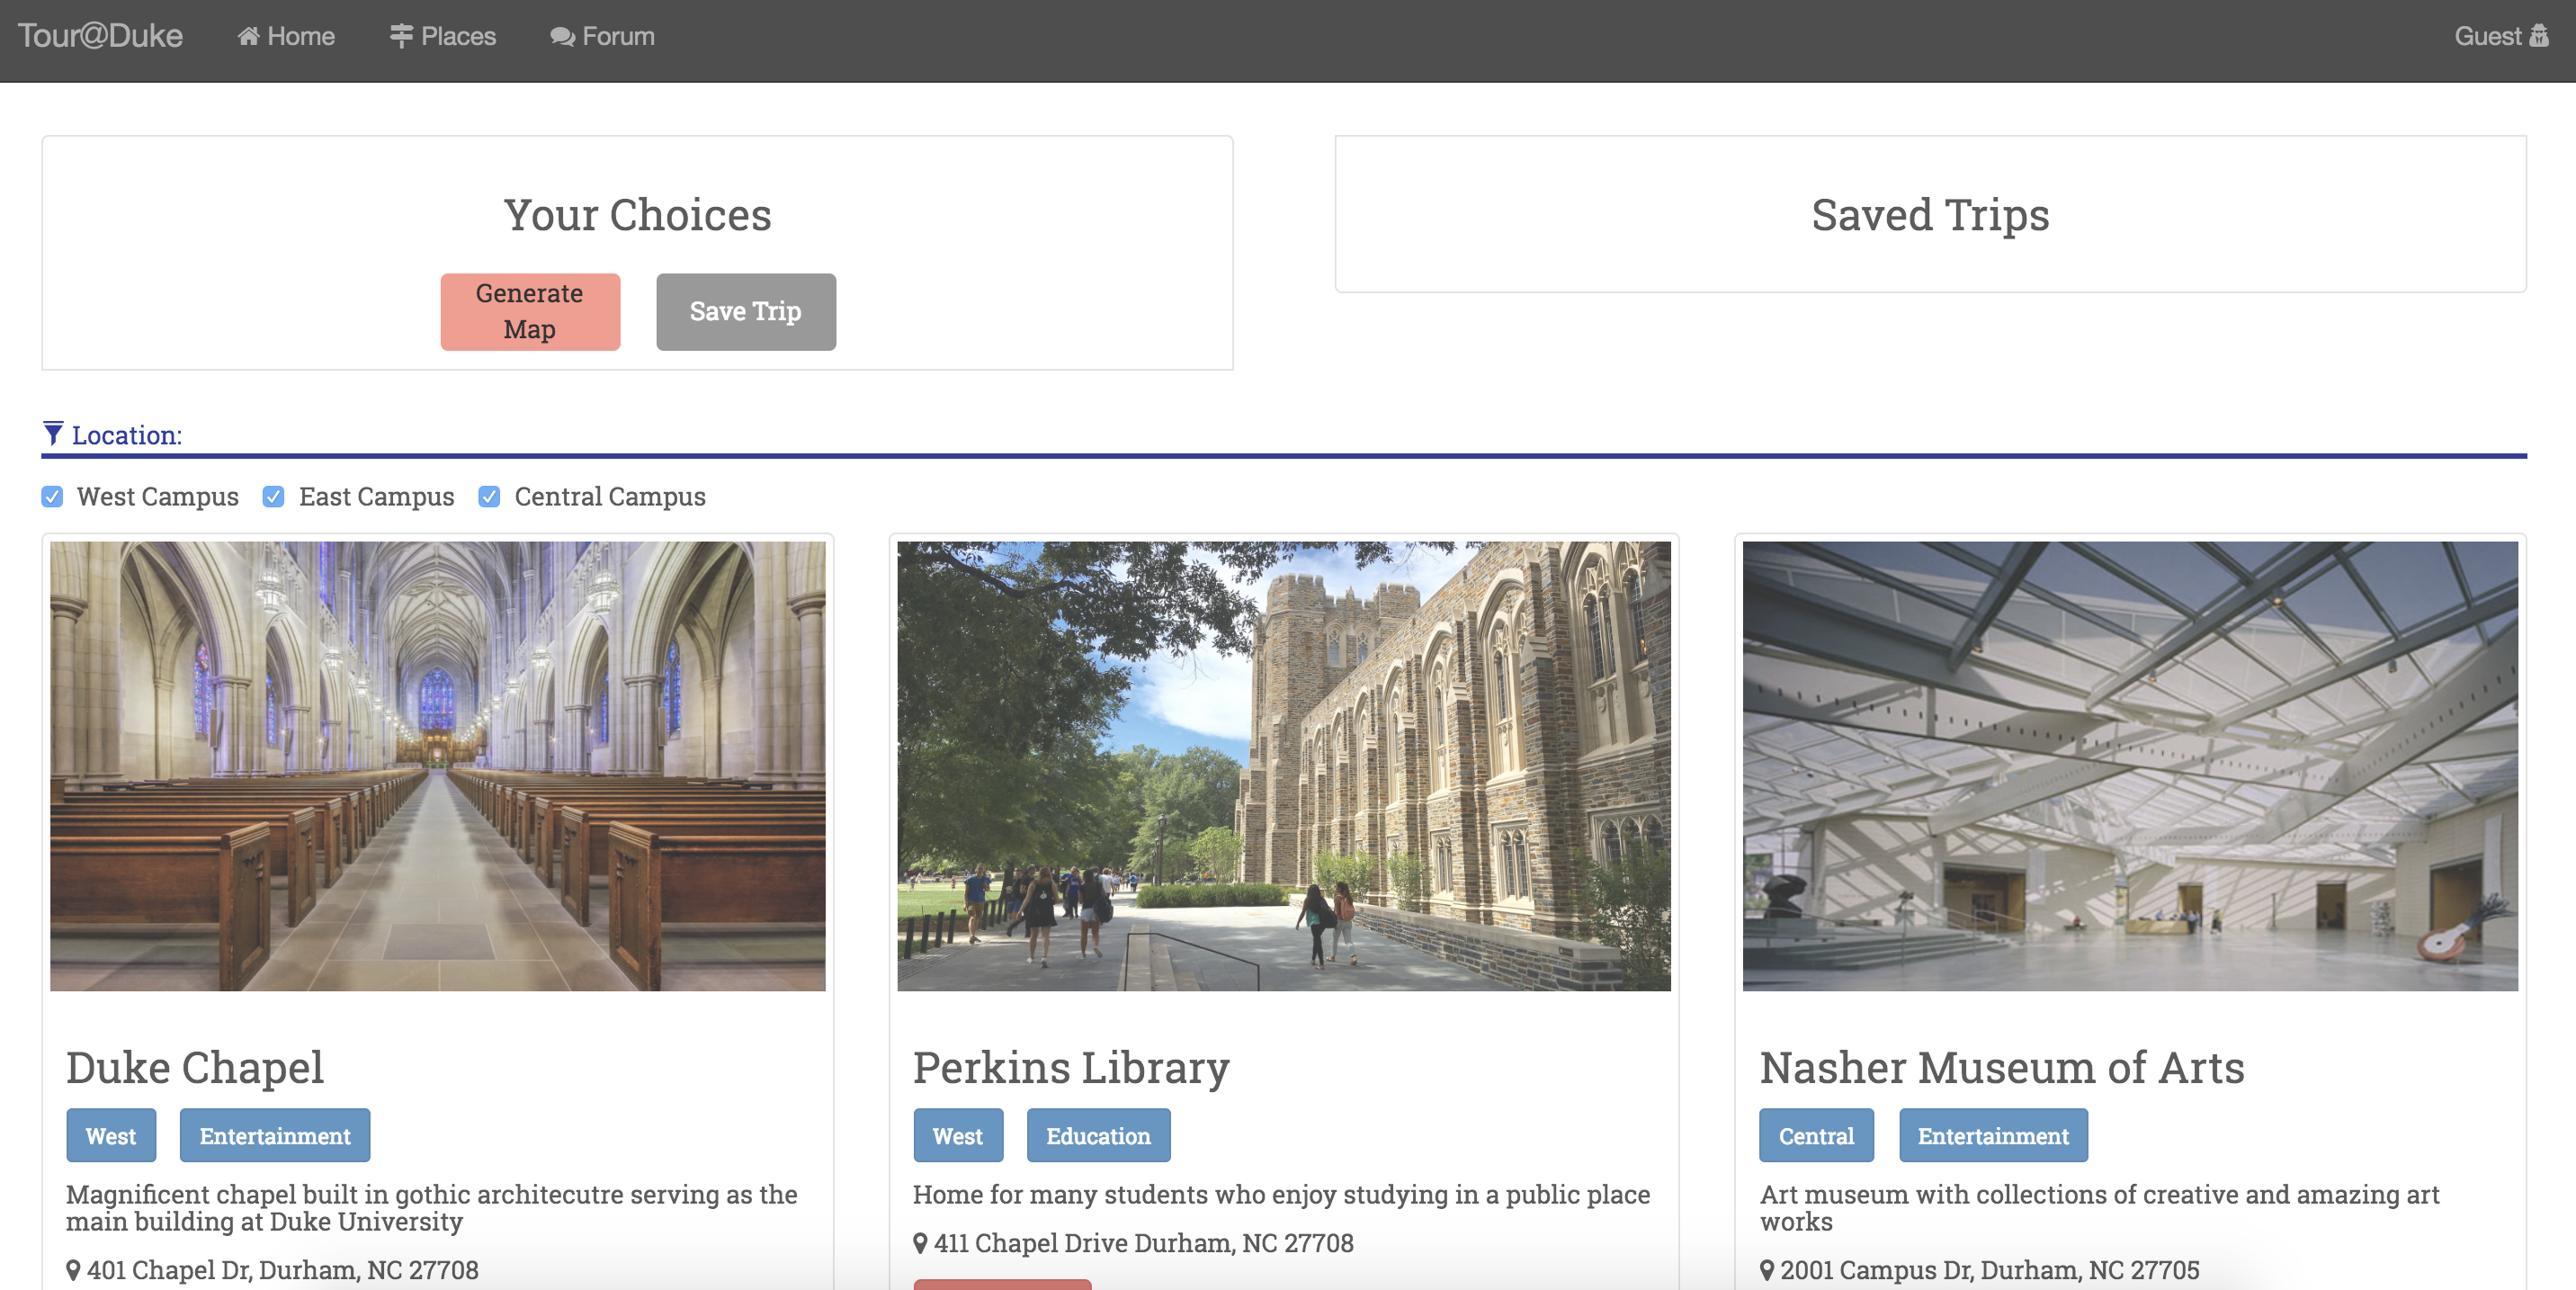 Tour@Duke Home Places Forum Guest
Your Choices
Generate
Map
Save Trip
Saved Trips
Location:
West Campus East Campus Central Campus
Duke Chapel
West Entertainment
Magnificent chapel built in gothic architecutre serving as the
main building at Duke University
401 Chapel Dr, Durham, NC 27708
Perkins Library
West Education
Home for many students who enjoy studying in a public place
411 Chapel Drive Durham, NC 27708
Nasher Museum of Arts
Central Entertainment
Art museum with collections of creative and amazing art
works
2001 Campus Dr, Durham, NC 27705